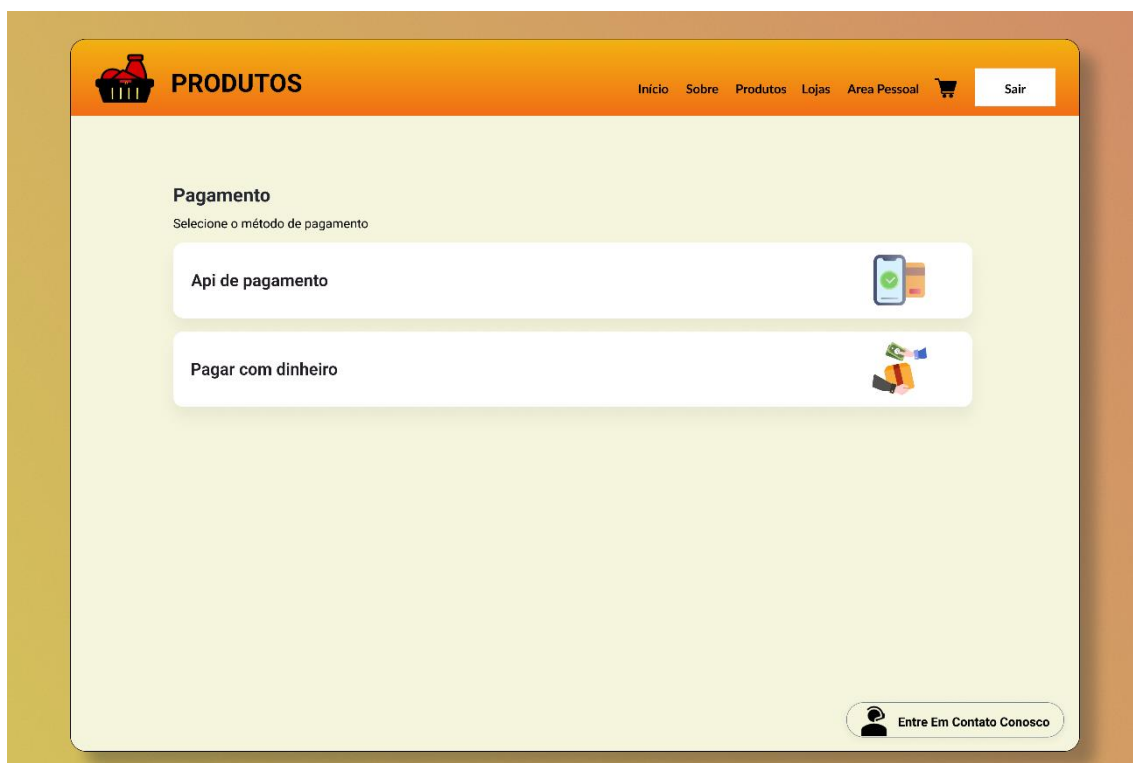 PRODUTOS
Início Sobre Produtos Lojas Area Pessoal Sair
Pagamento
Selecione o método de pagamento
Api de pagamento
Pagar com dinheiro
Entre Em Contato Conosco